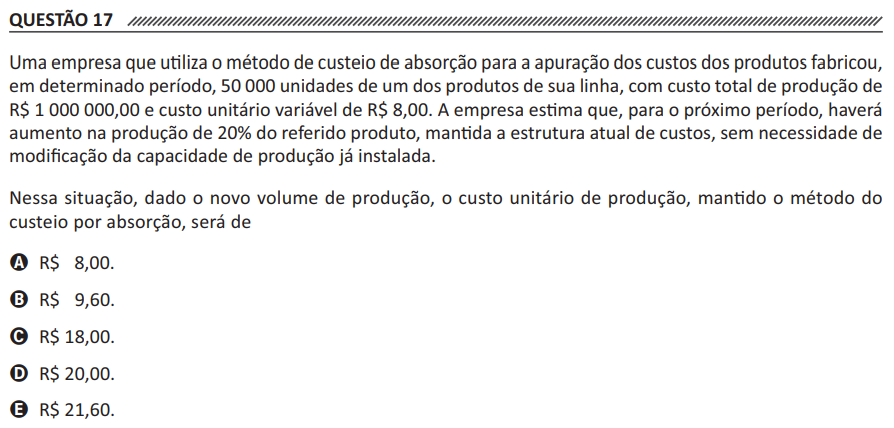 QUESTÃO 17
Uma empresa que utiliza o método de custeio de absorção para a apuração dos custos dos produtos fabricou,
em determinado período, 50 000 unidades de um dos produtos de sua linha, com custo total de produção de
R$ 1 000 000,00 e custo unitário variável de R$ 8,00. A empresa estima que, para o próximo período, haverá
aumento na produção de 20% do referido produto, mantida a estrutura atual de custos, sem necessidade de
modificação da capacidade de produção já instalada.
Nessa situação, dado o novo volume de produção, o custo unitário de produção, mantido o método do
custeio por absorção, será de
A R$ 8,00.
B R$ 9,60.
C R$ 18,00.
D R$ 20,00.
E R$ 21,60.